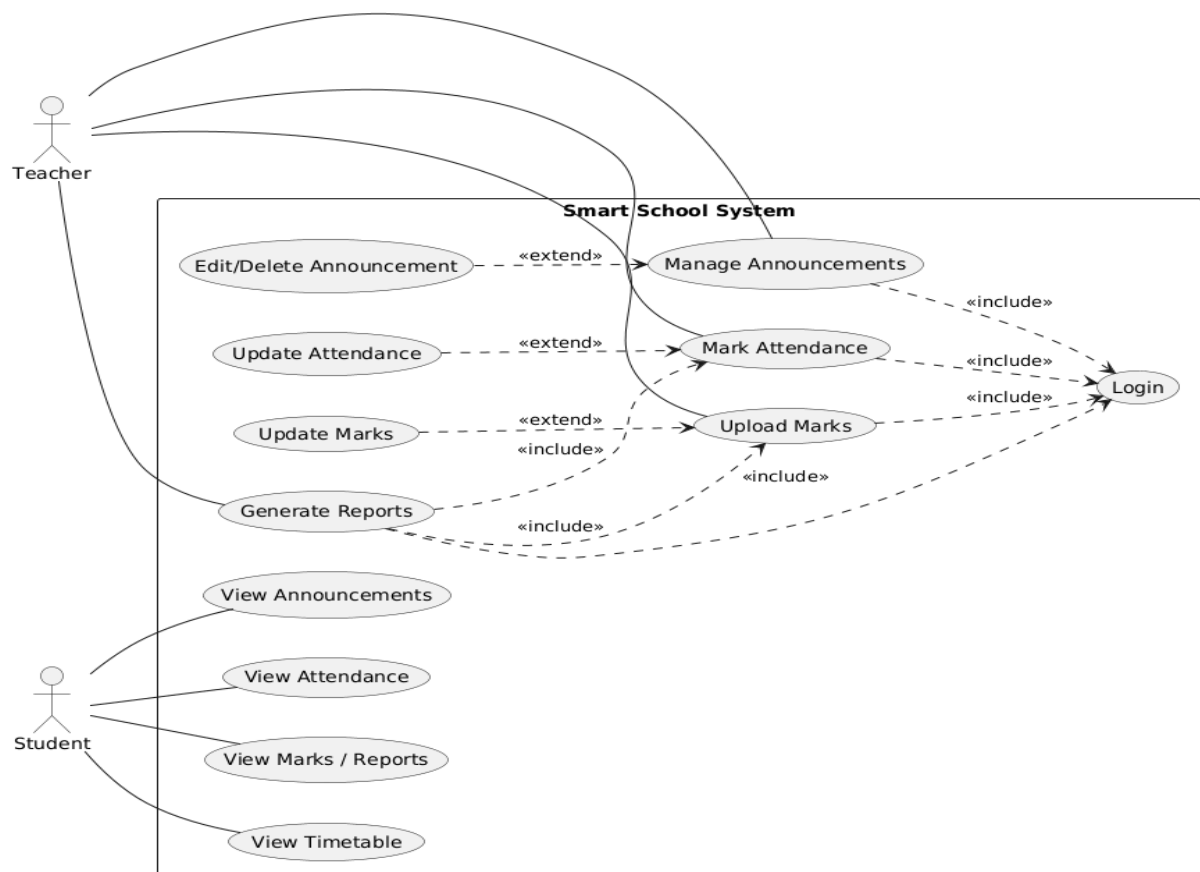 Teacher
Smart School System
Edit/Delete Announcement
«extend»
Manage Announcements
«include»
Update Attendance
«extend»
Mark Attendance
«include»
Login
Update Marks
«extend»
«include»
Upload Marks
«include»
«include»
Generate Reports
«include»
View Announcements
View Attendance
Student
View Marks / Reports
View Timetable